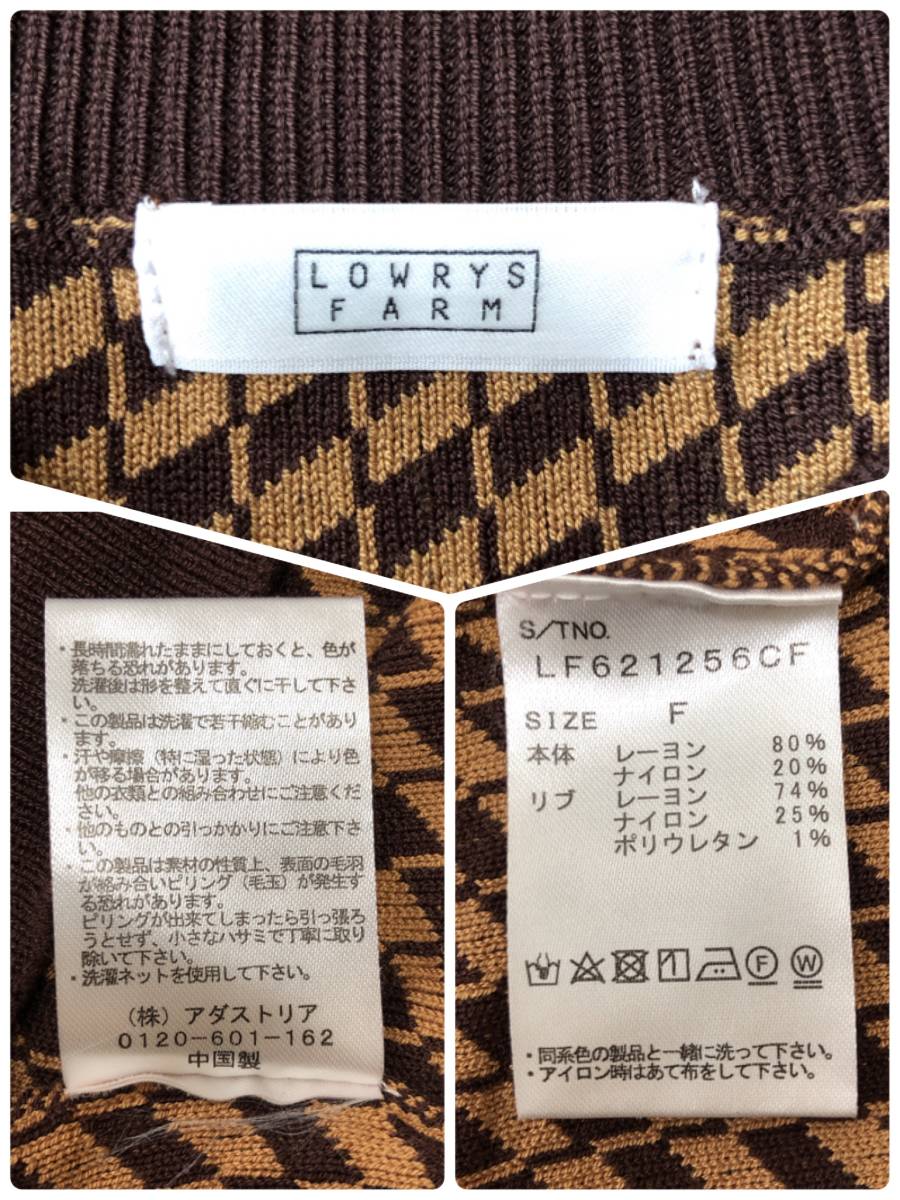 LOWRYS
FARM
・長時間濡れたままにしておくと、色が
落ちる恐れがあります。
洗濯後は形を整えて直ぐに干して下さ
い。
・この製品は洗濯で若干縮むことがあり
ます。
・汗や摩擦（特に湿った状態）により色
が移る場合があります。
他の衣類との組み合わせにご注意くだ
さい。
・他のものとの引っかかりにご注意下さ
い。
・この製品は素材の性質上、表面の毛羽
が絡み合いピリング（毛玉）が発生す
る恐れがあります。
ピリングが出来てしまったら引っ張ろ
うとせず、小さなハサミで丁寧に取り
除いて下さい。
・洗濯ネットを使用して下さい。
（株）アダストリア
0120-601-162
中国製
S/TNO.
LF621256CF
SIZE F
本体 レーヨン 80%
ナイロン 20%
リブ レーヨン 74%
ナイロン 25%
ポリウレタン 1%
F W
・同系色の製品と一緒に洗って下さい。
・アイロン時はあて布をして下さい。